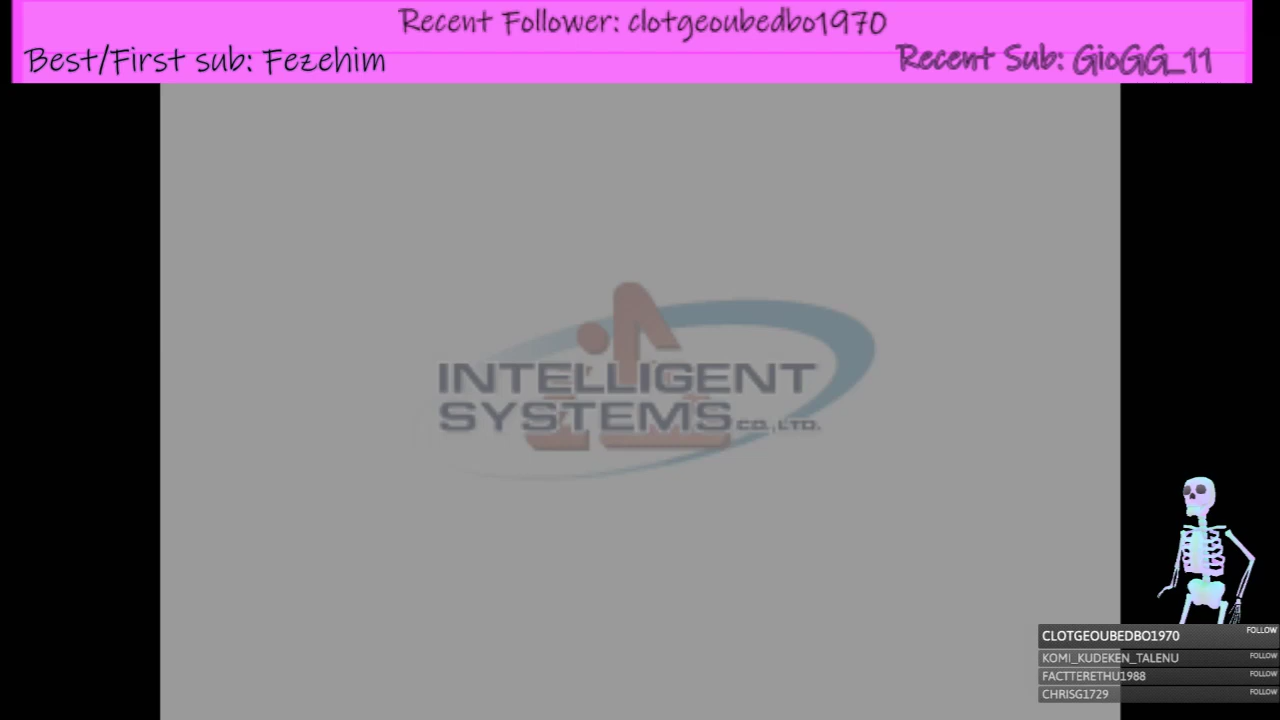 Recent Follower: clotgeoubedbo1970
Best/First sub: Fezehim
Recent Sub: GioGG_11
INTELLIGENT
SYSTEMS CO.,LTD.
CLOTGEOUBEDBO1970 FOLLOW
KOMI_KUDEKEN_TALENU FOLLOW
FACTTERETHU1988 FOLLOW
CHRISG1729 FOLLOW